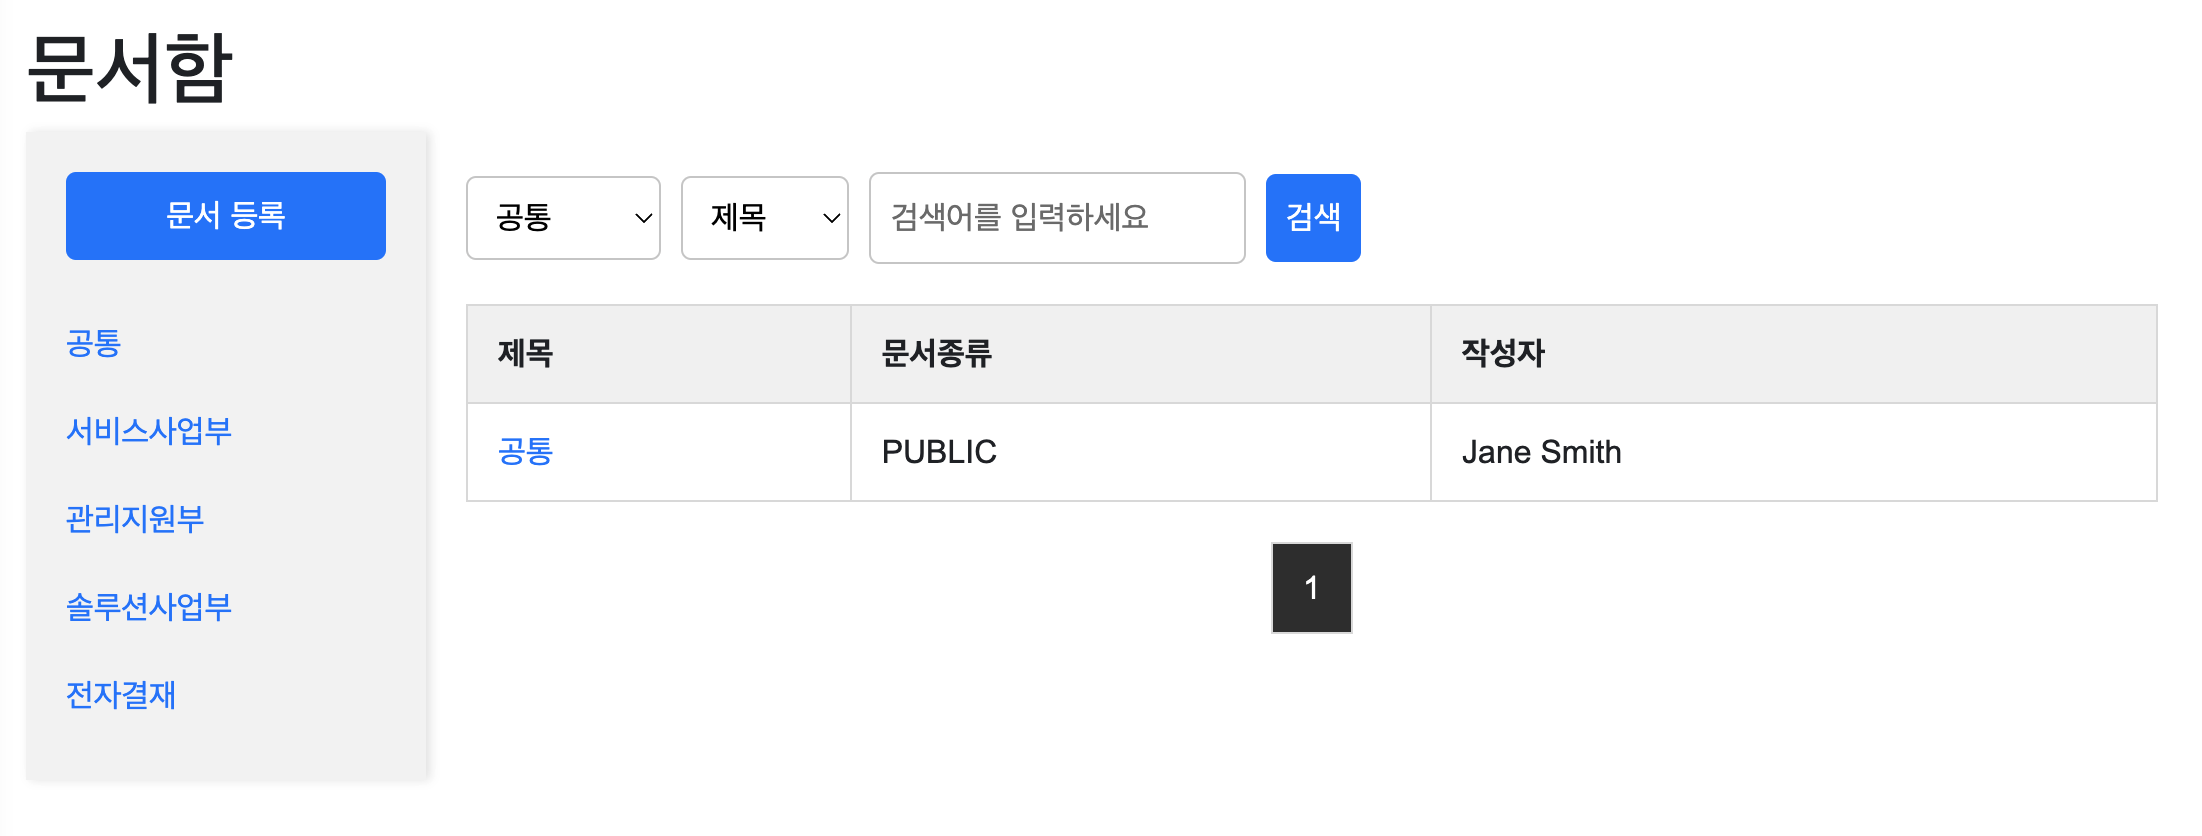 문서함
문서 등록
공통
서비스사업부
관리지원부
솔루션사업부
전자결재
공통 제목 검색어를 입력하세요 검색
제목 문서종류 작성자
공통 PUBLIC Jane Smith
1